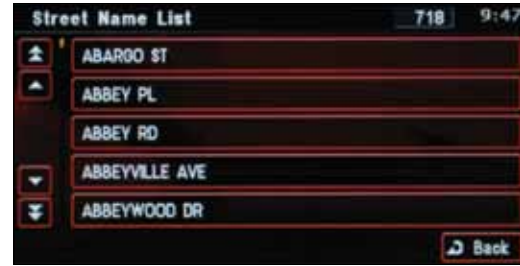 Street Name List 718 9:47
ABARGO ST
ABBEY PL
ABBEY RD
ABBEYVILLE AVE
ABBEYWOOD DR
Back